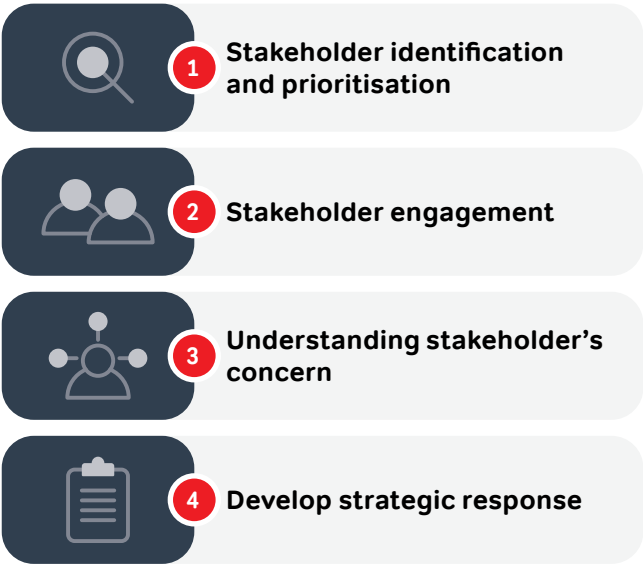 1
Stakeholder identification
and prioritisation
2
Stakeholder engagement
3
Understanding stakeholder’s
concern
4
Develop strategic response